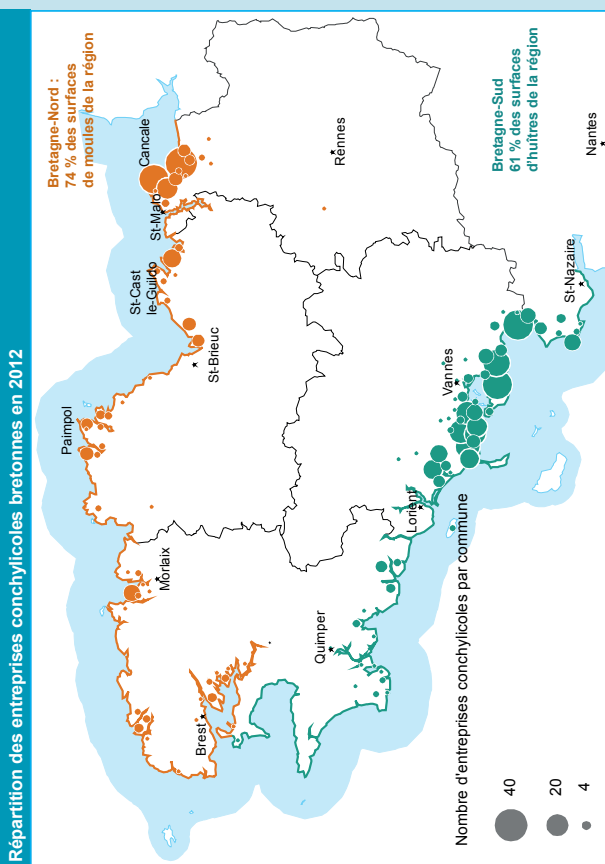 Répartition des entreprises conchylicoles bretonnes en 2012
Bretagne-Nord :
74 % des surfaces
de moules de la région
Cancale
St-Malo
St-Cast
le-Guildo
St-Brieuc
Paimpol
Morlaix
Brest
Rennes
Quimper
Lorient
Vannes
Bretagne-Sud
61 % des surfaces
d'huîtres de la région
St-Nazaire
Nantes
Nombre d'entreprises conchylicoles par commune
40
20
4